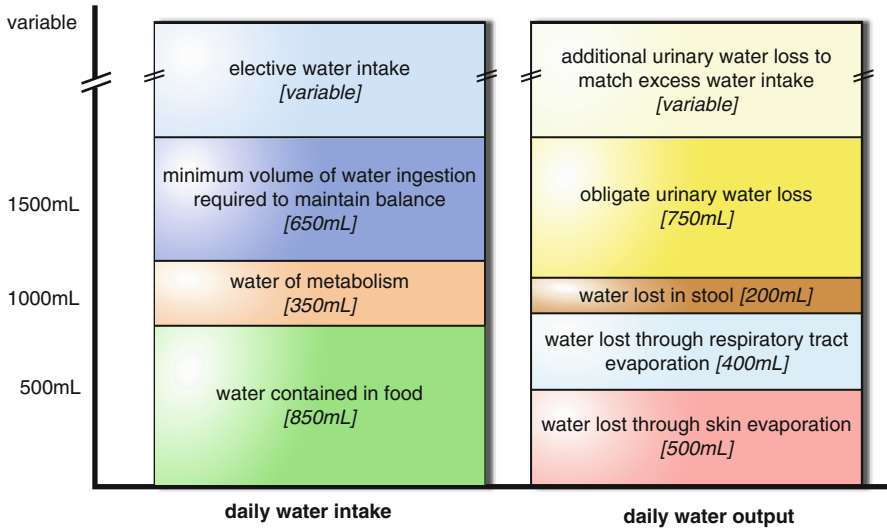 variable
1500mL
1000mL
500mL
elective water intake
[variable]
minimum volume of water ingestion
required to maintain balance
[650mL]
water of metabolism
[350mL]
water contained in food
[850mL]
daily water intake
additional urinary water loss to
match excess water intake
[variable]
obligate urinary water loss
[750mL]
water lost in stool [200mL]
water lost through respiratory tract
evaporation [400mL]
water lost through skin evaporation
[500mL]
daily water output